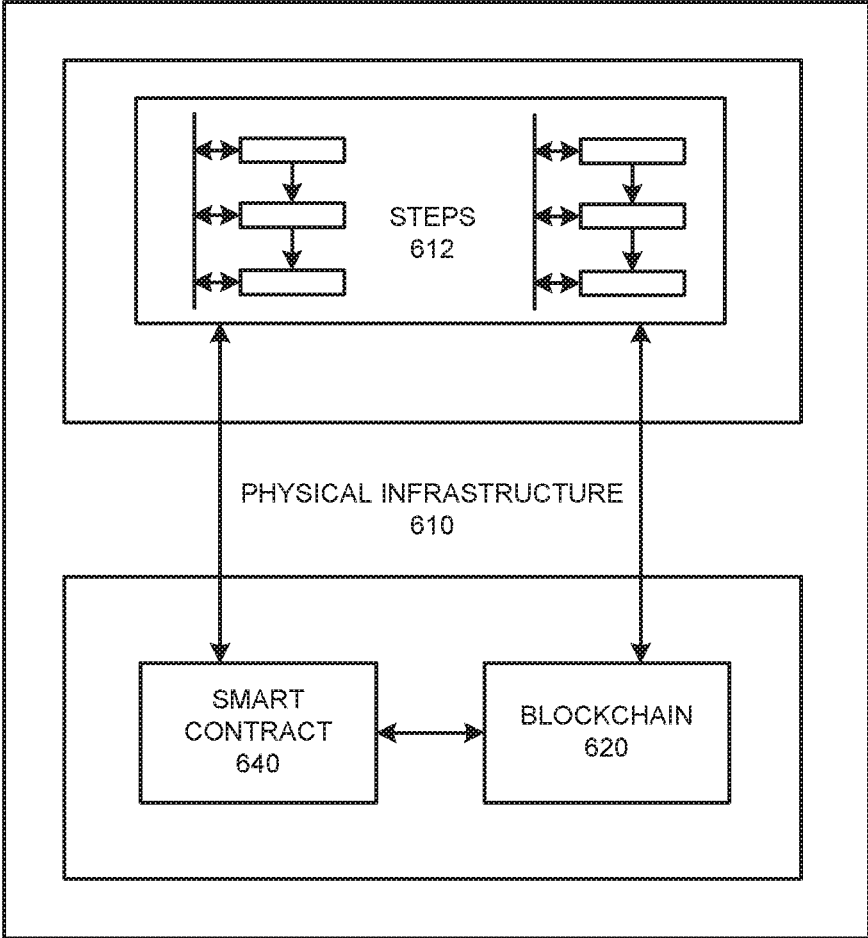 STEPS
612
PHYSICAL INFRASTRUCTURE
610
SMART
CONTRACT
640
BLOCKCHAIN
620